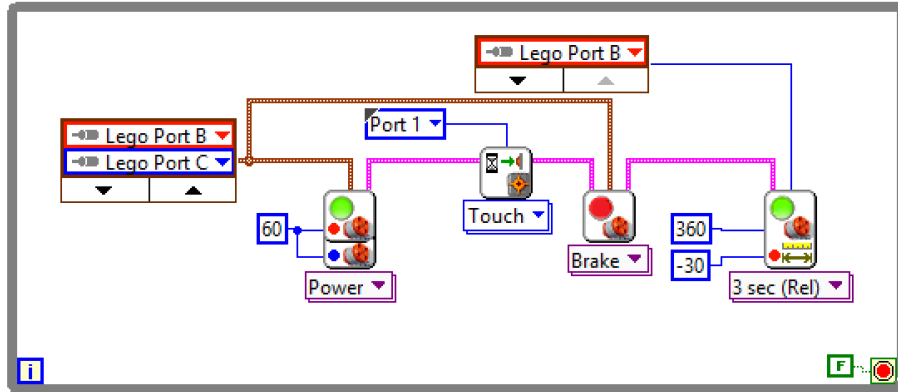 Lego Port B
Lego Port B
Lego Port C
Port 1
Touch
60
Power
Brake
360
-30
3 sec (Rel)
i
F